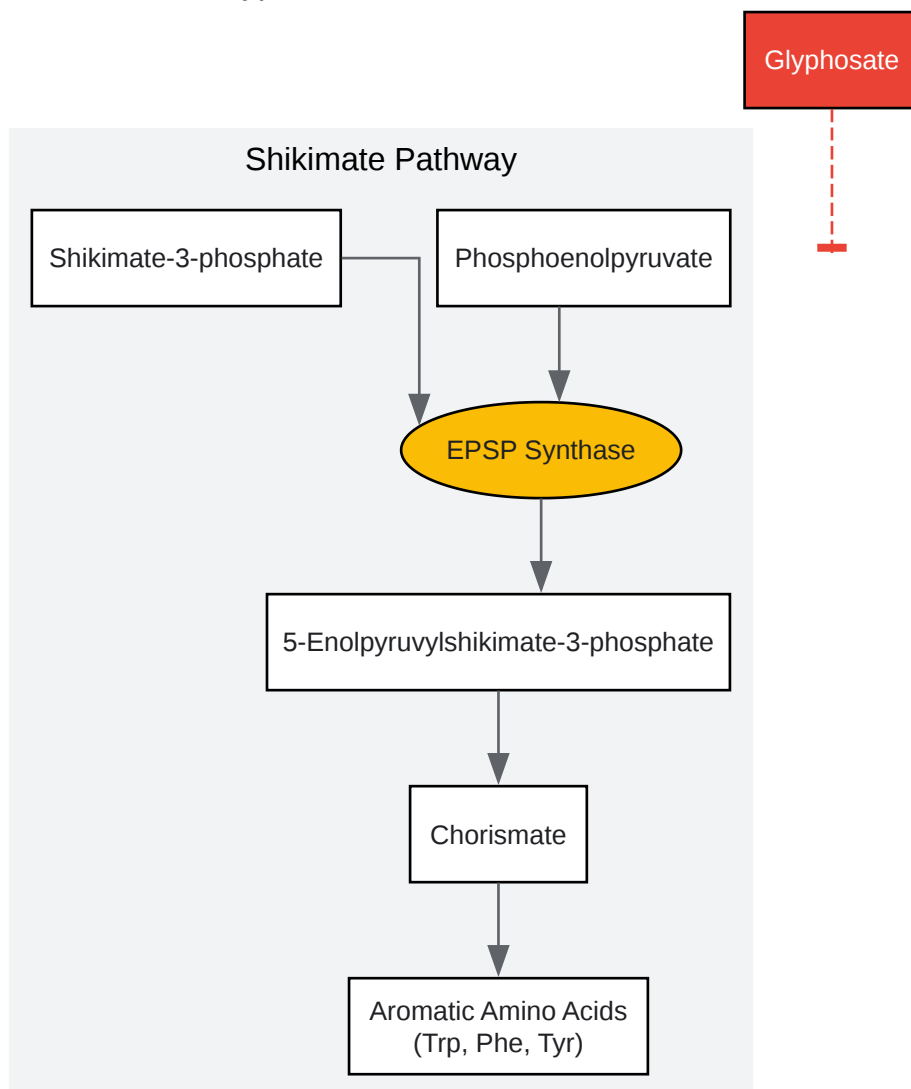 Glyphosate
Shikimate Pathway
Shikimate-3-phosphate
Phosphoenolpyruvate
EPSP Synthase
5-Enolpyruvylshikimate-3-phosphate
Chorismate
Aromatic Amino Acids
(Trp, Phe, Tyr)